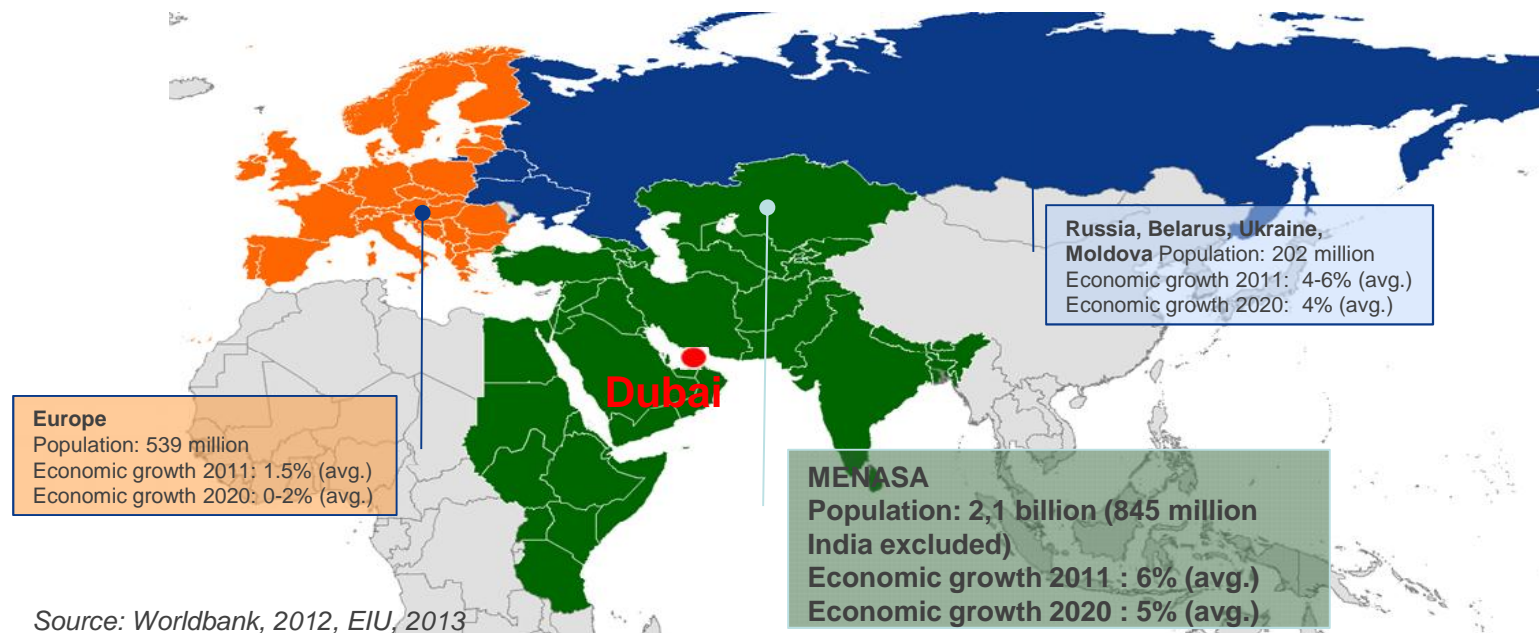 Russia, Belarus, Ukraine,
Moldova Population: 202 million
Economic growth 2011: 4-6% (avg.)
Economic growth 2020: 4% (avg.)
Dubai
Europe
Population: 539 million
Economic growth 2011: 1.5% (avg.)
Economic growth 2020: 0-2% (avg.)
MENASA
Population: 2,1 billion (845 million
India excluded)
Economic growth 2011 : 6% (avg.)
Economic growth 2020 : 5% (avg.)
Source: Worldbank, 2012, EIU, 2013